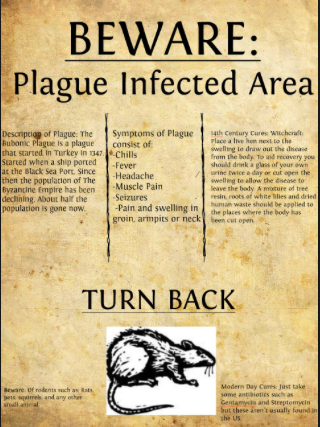 BEWARE:
Plague Infected Area
Description of Plague: The
Bubonic Plague is a plague
that started in Turkey in 1347.
Started when a ship ported
at the Black Sea Port. Since
then the population of The
Byzantine Empire has been
declining. About half the
population is gone now.
Symptoms of Plague
consist of:
-Chills
-Fever
-Headache
-Muscle Pain
-Seizures
-Pain and swelling in
groin, armpits or neck
14th Century Cures: Witchcraft:
Place a live hen next to the
swelling to draw out the disease
from the body. To aid recovery you
should drink a glass of your own
urine twice a day or cut open the
swelling to allow the disease to
leave the body. A mixture of tree
resin, roots of white lilies and dried
human waste should be applied to
the places where the body has
been cut open.
TURN BACK
Beware: Of rodents such as Rats,
pets, squirrels, and any other
small animal
Modern Day Cures: Just take
some antibiotics such as
Gentamycin and Streptomycin
but these aren't usually found in
the US.